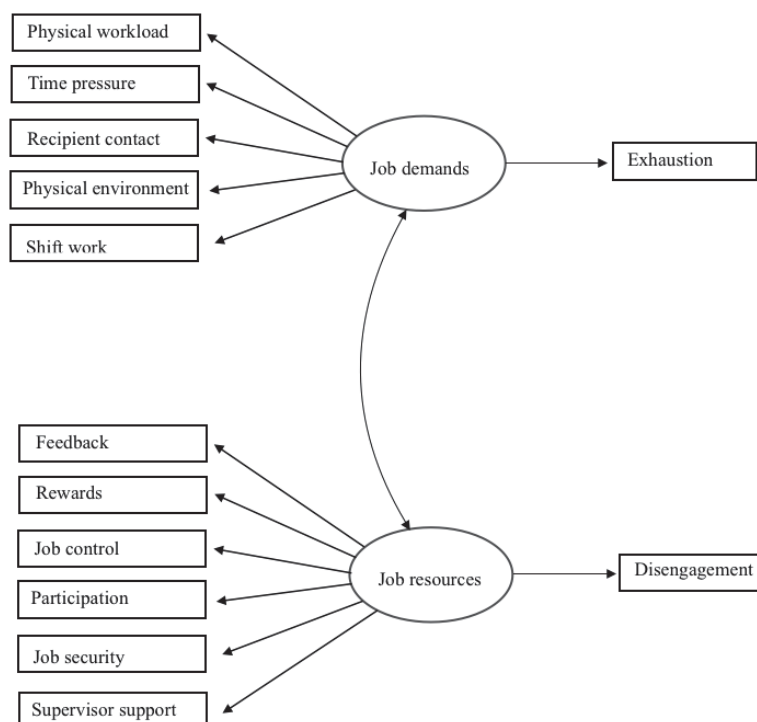 Physical workload
Time pressure
Recipient contact
Physical environment
Shift work
Job demands
Exhaustion
Feedback
Rewards
Job control
Participation
Job security
Supervisor support
Job resources
Disengagement